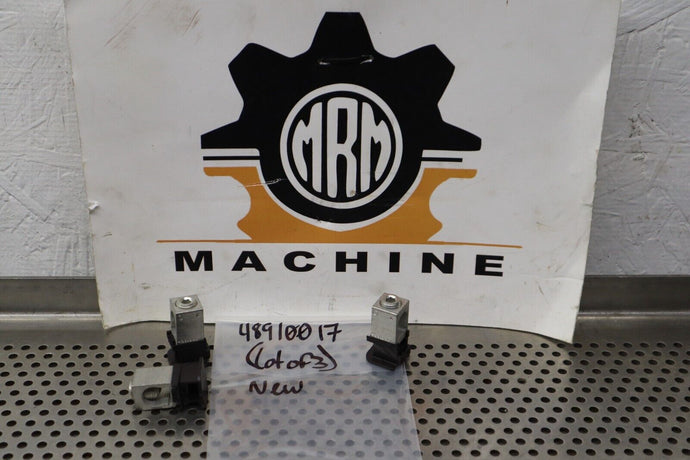 MRM
MACHINE
48910017
(Lot of 3)
New